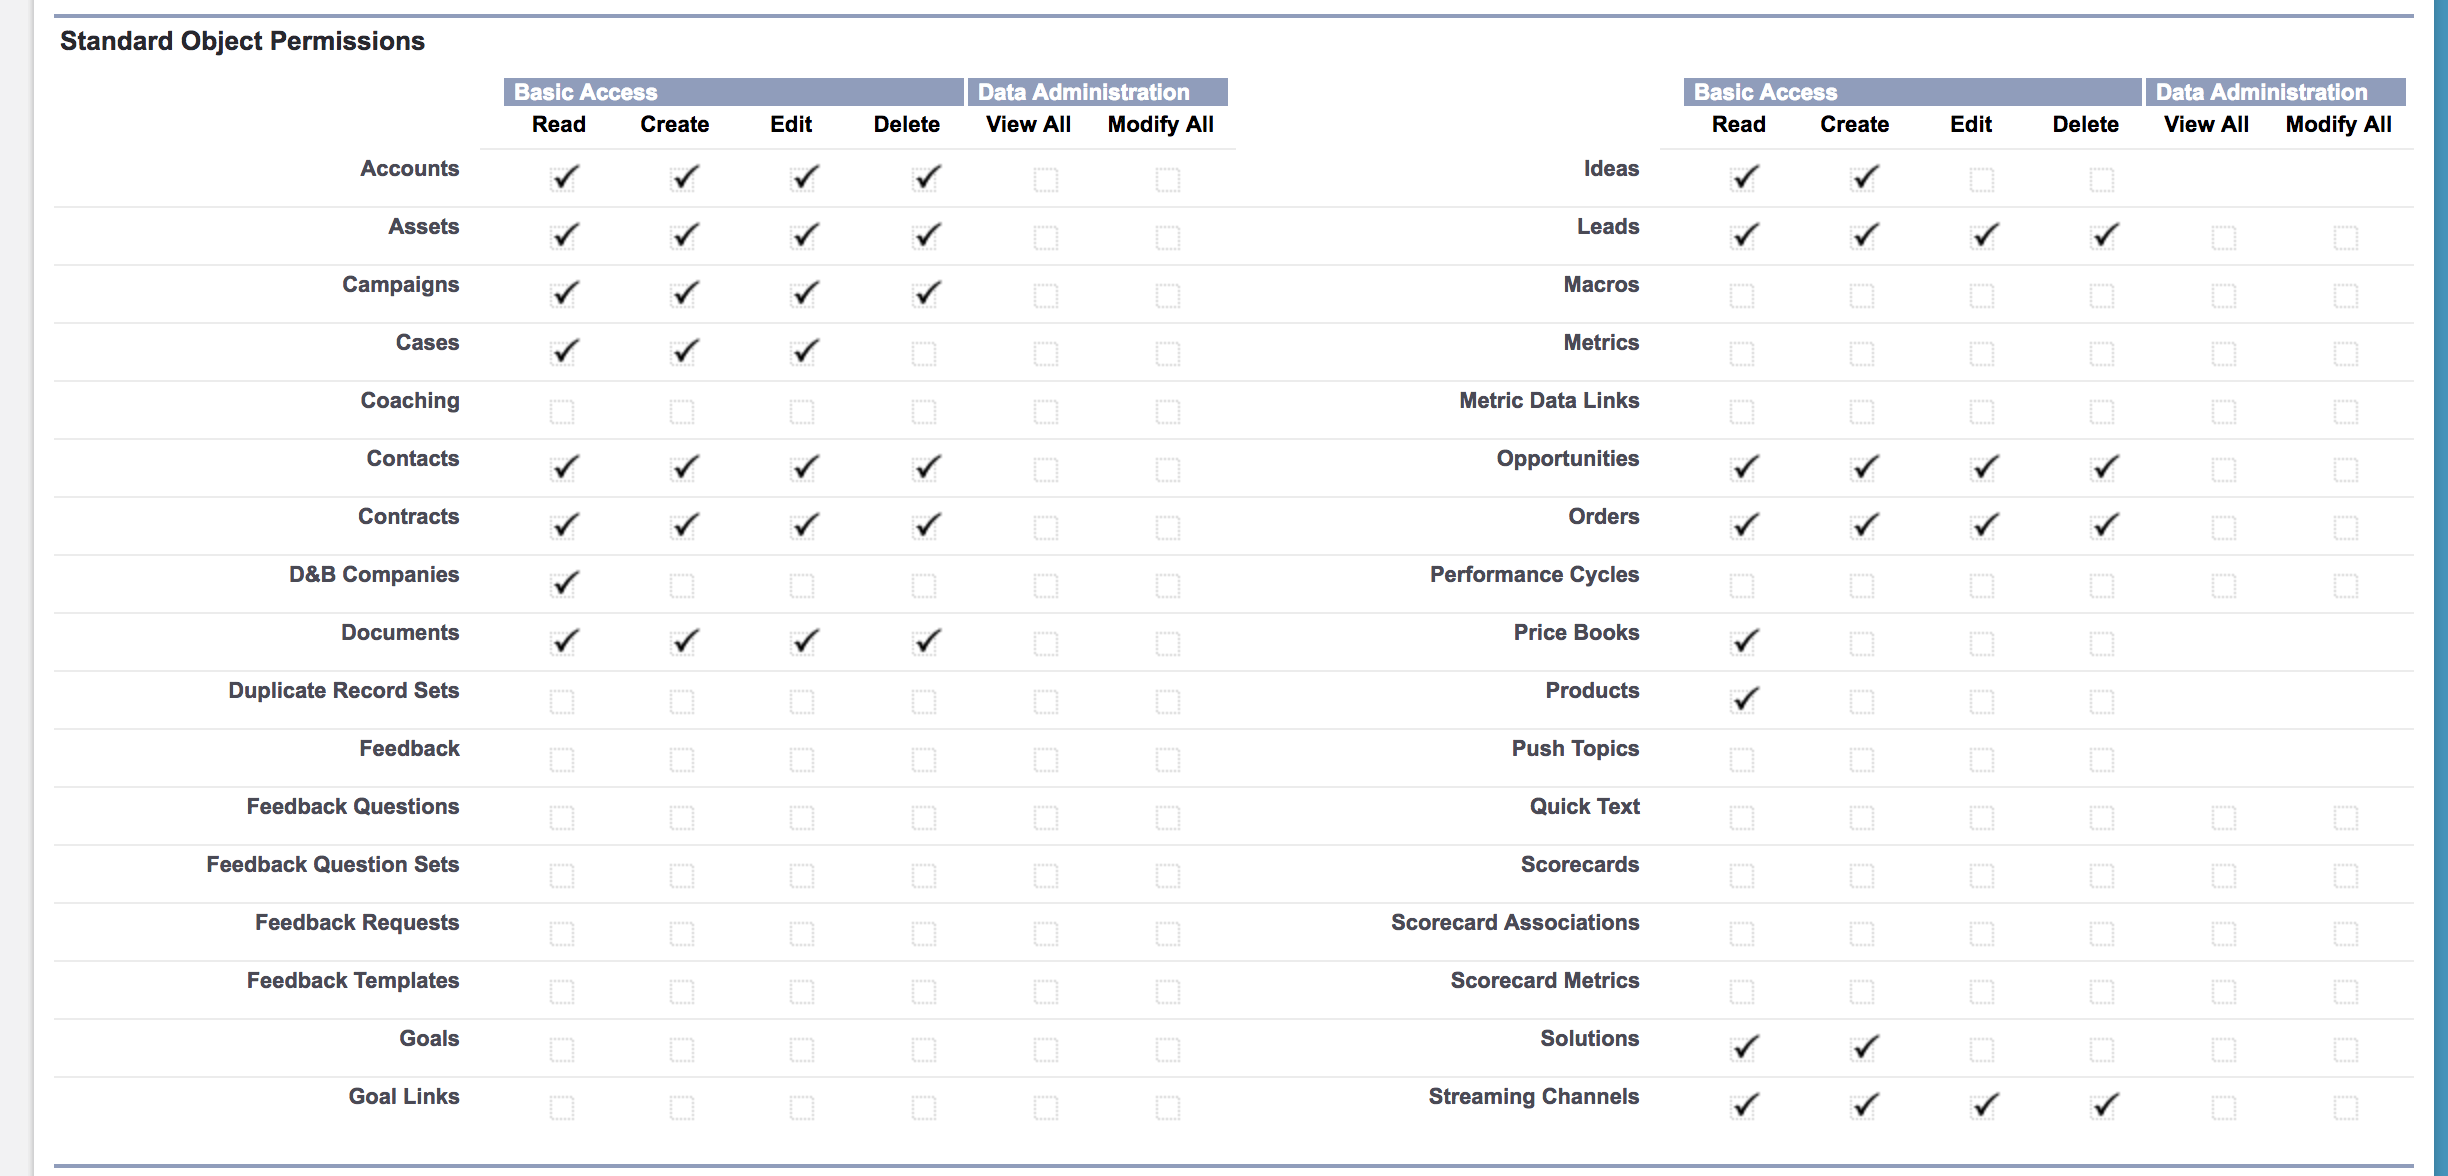 Standard Object Permissions
Basic Access Data Administration Basic Access Data Administration
Read Create Edit Delete View All Modify All Read Create Edit Delete View All Modify All
Accounts Ideas
Assets Leads
Campaigns Macros
Cases Metrics
Coaching Metric Data Links
Contacts Opportunities
Contracts Orders
D&B Companies Performance Cycles
Documents Price Books
Duplicate Record Sets Products
Feedback Push Topics
Feedback Questions Quick Text
Feedback Question Sets Scorecards
Feedback Requests Scorecard Associations
Feedback Templates Scorecard Metrics
Goals Solutions
Goal Links Streaming Channels